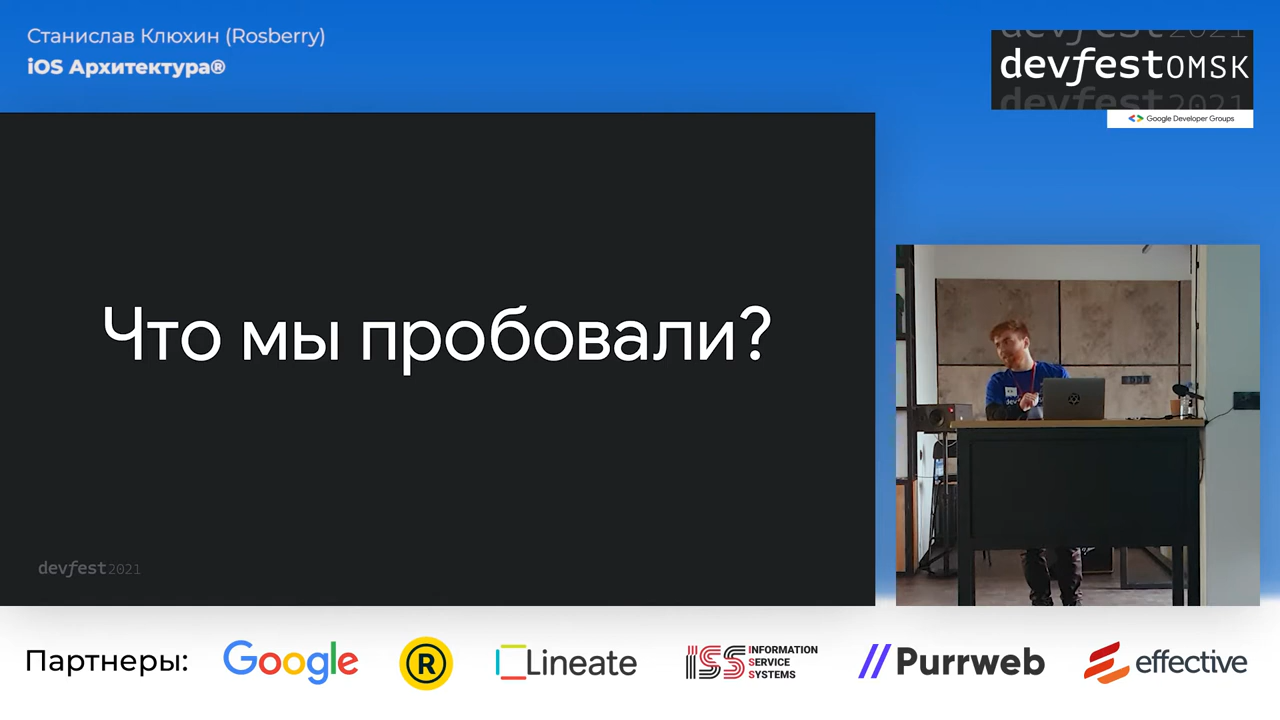 Станислав Клюхин (Rosberry)
iOS Архитектура®
devfest2021
devfestOMSK
devfest2021
Google Developer Groups
Что мы пробовали?
devfest2021
Партнеры:
Google
R
Lineate
ISS INFORMATION
SERVICE
SYSTEMS
// Purrweb
effective